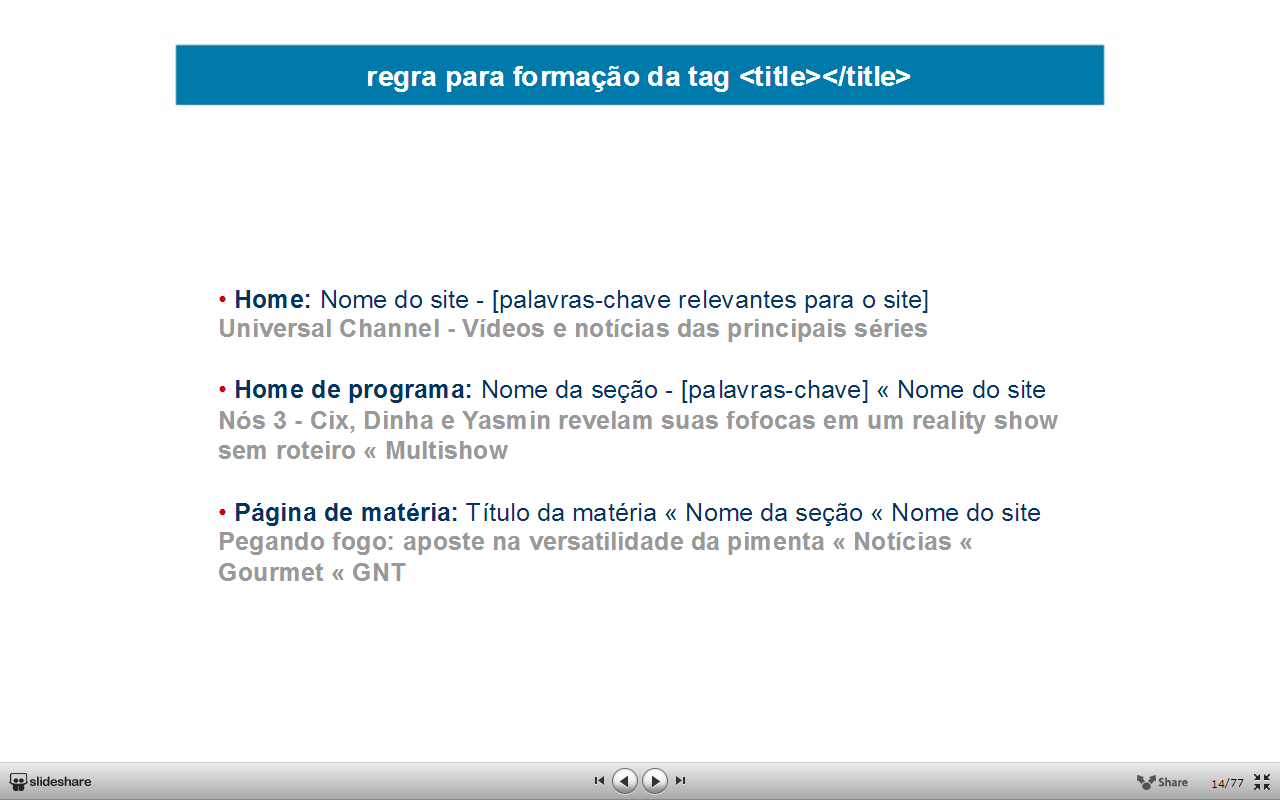 regra para formação da tag <title></title>
• Home: Nome do site - [palavras-chave relevantes para o site]
Universal Channel - Vídeos e notícias das principais séries
• Home de programa: Nome da seção - [palavras-chave] « Nome do site
Nós 3 - Cix, Dinha e Yasmin revelam suas fofocas em um reality show
sem roteiro « Multishow
• Página de matéria: Título da matéria « Nome da seção « Nome do site
Pegando fogo: aposte na versatilidade da pimenta « Notícias «
Gourmet « GNT
slideshare
Share
14/77